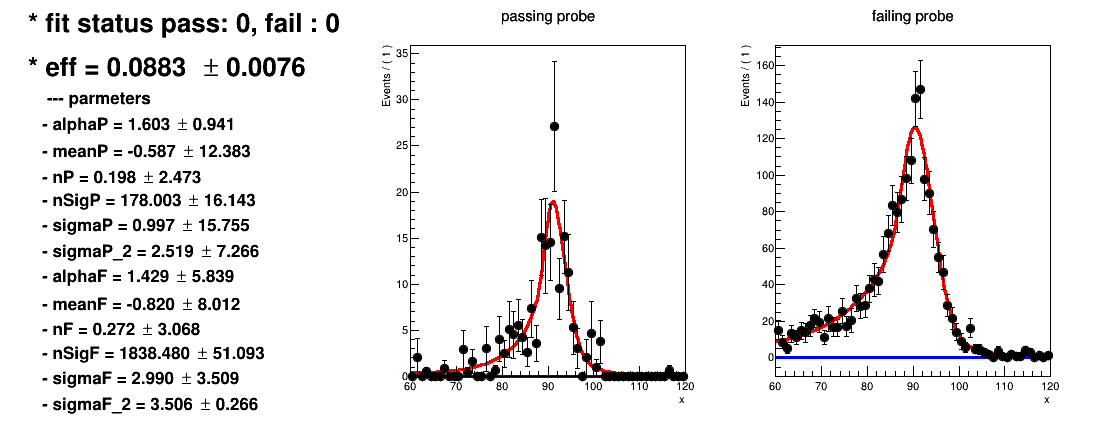 * fit status pass: 0, fail : 0
* eff = 0.0883 ± 0.0076
--- parmeters
- alphaP = 1.603 ± 0.941
- meanP = -0.587 ± 12.383
- nP = 0.198 ± 2.473
- nSigP = 178.003 ± 16.143
- sigmaP = 0.997 ± 15.755
- sigmaP_2 = 2.519 ± 7.266
- alphaF = 1.429 ± 5.839
- meanF = -0.820 ± 8.012
- nF = 0.272 ± 3.068
- nSigF = 1838.480 ± 51.093
- sigmaF = 2.990 ± 3.509
- sigmaF_2 = 3.506 ± 0.266
passing probe
Events / ( 1 )
35
30
25
20
15
10
5
0
60 70 80 90 100 110 120
x
failing probe
Events / ( 1 )
160
140
120
100
80
60
40
20
0
60 70 80 90 100 110 120
x